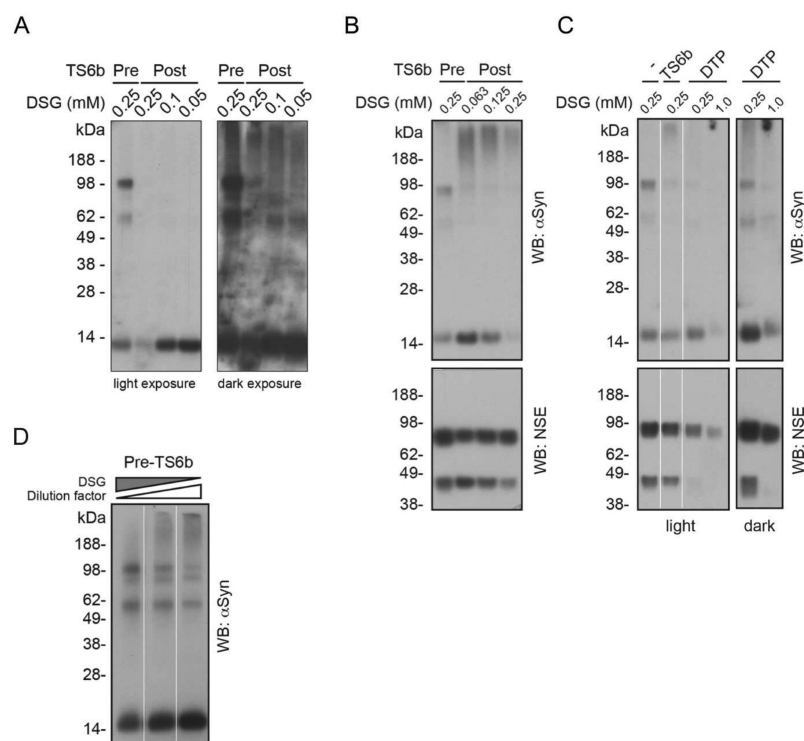 A
TS6b Pre Post Pre Post
DSG (mM) 0.25 0.25 0.1 0.05 0.25 0.25 0.1 0.05
kDa
188 -
98 -
62 -
49 -
38 -
28 -
14 -
light exposure dark exposure
B
TS6b Pre Post
DSG (mM) 0.25 0.063 0.125 0.25
kDa
188-
98-
62-
49-
38-
28-
14-
WB: αSyn
188-
98-
62-
49-
38-
WB: NSE
C
- TS6b DTP DTP
DSG (mM) 0.25 0.25 0.25 1.0 0.25 1.0
kDa
188-
98-
62-
49-
38-
28-
14-
WB: αSyn
188-
98-
62-
49-
38-
WB: NSE
light dark
D
Pre-TS6b
DSG
Dilution factor
kDa
188-
98-
62-
49-
38-
28-
14-
WB: αSyn